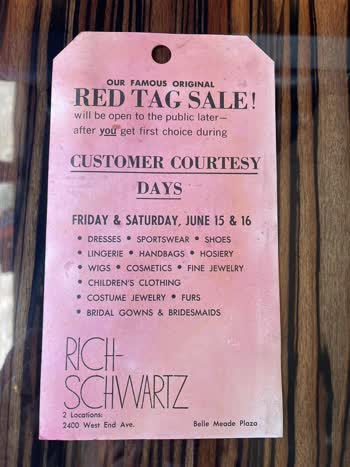 OUR FAMOUS ORIGINAL
RED TAG SALE!
will be open to the public later—
after you get first choice during
CUSTOMER COURTESY
DAYS
FRIDAY & SATURDAY, JUNE 15 & 16
• DRESSES • SPORTSWEAR • SHOES
• LINGERIE • HANDBAGS • HOSIERY
• WIGS • COSMETICS • FINE JEWELRY
• CHILDREN'S CLOTHING
• COSTUME JEWELRY • FURS
• BRIDAL GOWNS & BRIDESMAIDS
RICH-
SCHWARTZ
2 Locations:
2400 West End Ave. Belle Meade Plaza